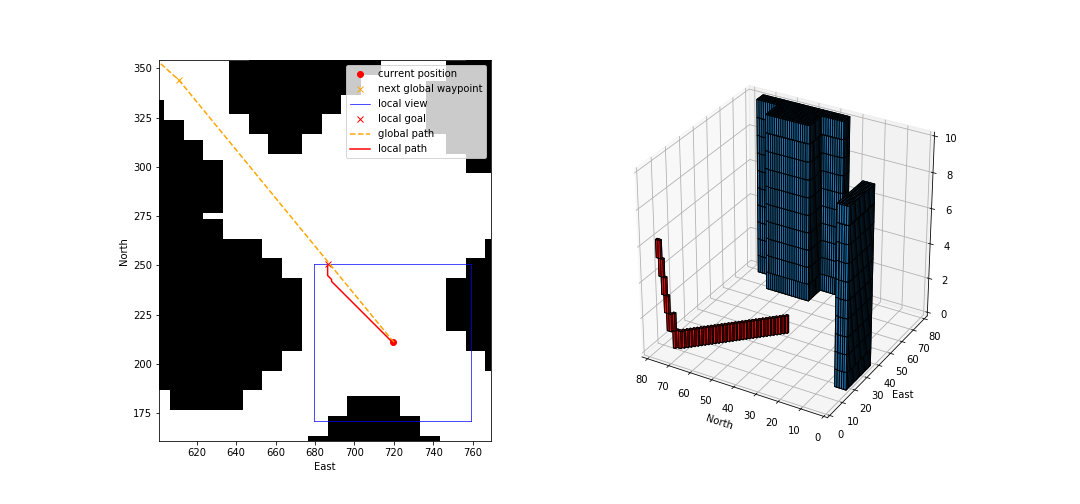 current position
next global waypoint
local view
local goal
global path
local path
350
325
300
275
250
225
200
175
North
620 640 660 680 700 720 740 760
East
10
8
6
4
2
0
80 70 60 50 40 30 20 10 0
North
0 10 20 30 40 50 60 70 80
East